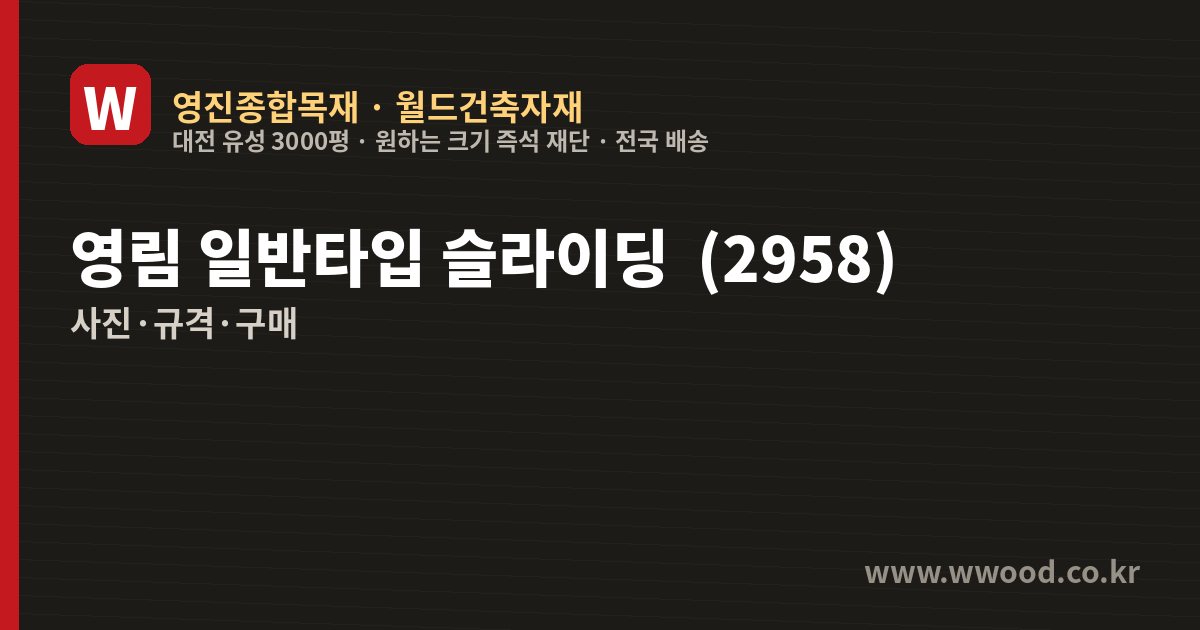 W
영진종합목재 · 월드건축자재
대전 유성 3000평 · 원하는 크기 즉석 재단 · 전국 배송
영림 일반타입 슬라이딩 (2958)
사진·규격·구매
www.wwood.co.kr